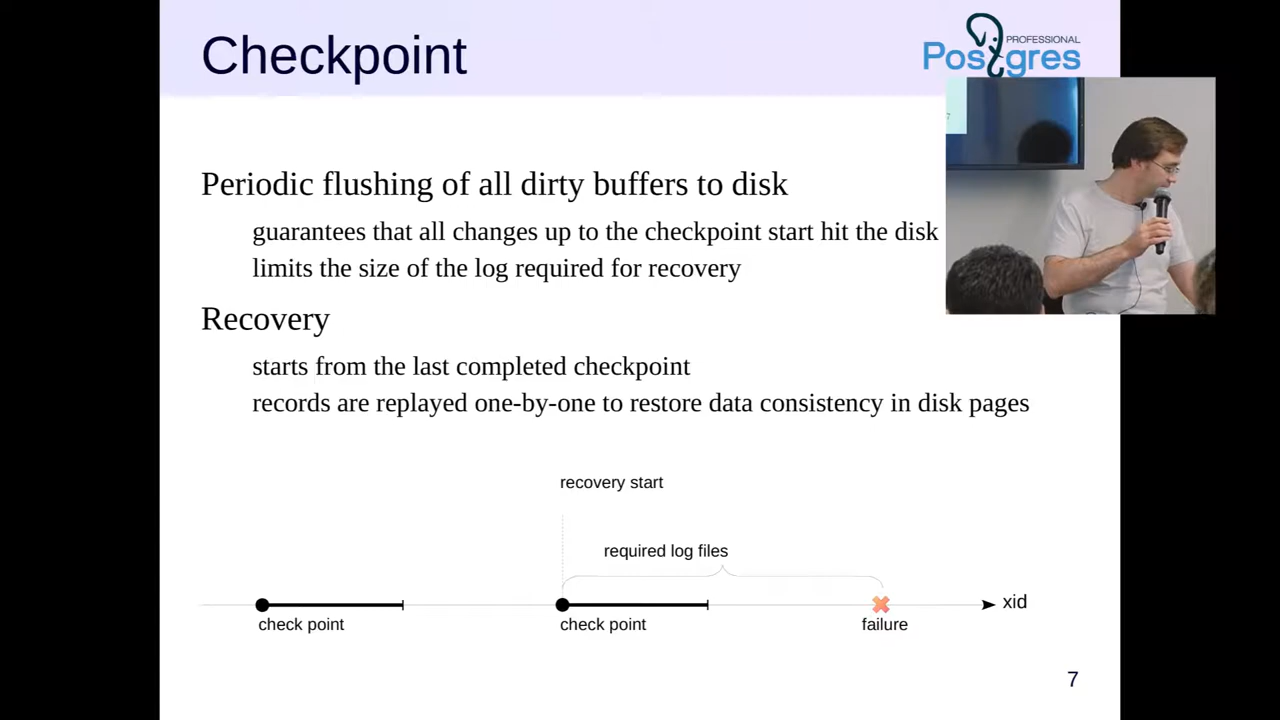 Checkpoint
PROFESSIONAL
Postgres
Periodic flushing of all dirty buffers to disk
guarantees that all changes up to the checkpoint start hit the disk
limits the size of the log required for recovery
Recovery
starts from the last completed checkpoint
records are replayed one-by-one to restore data consistency in disk pages
recovery start
required log files
xid
check point
check point
failure
7